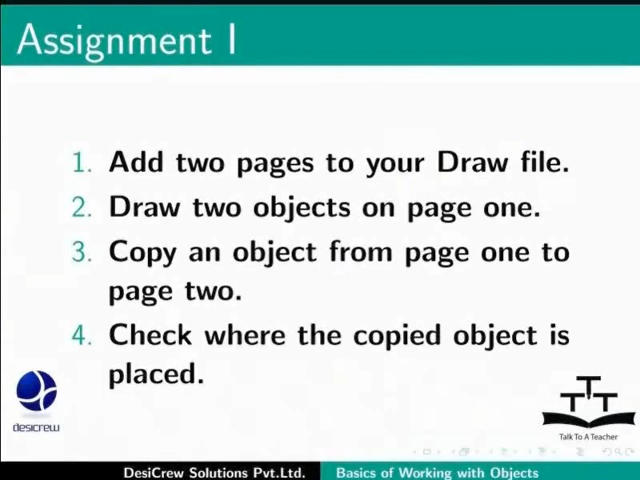 Assignment I
1. Add two pages to your Draw file.
2. Draw two objects on page one.
3. Copy an object from page one to
page two.
4. Check where the copied object is
placed.
desicrew
TTT
Talk To A Teacher
DesiCrew Solutions Pvt.Ltd. Basics of Working with Objects